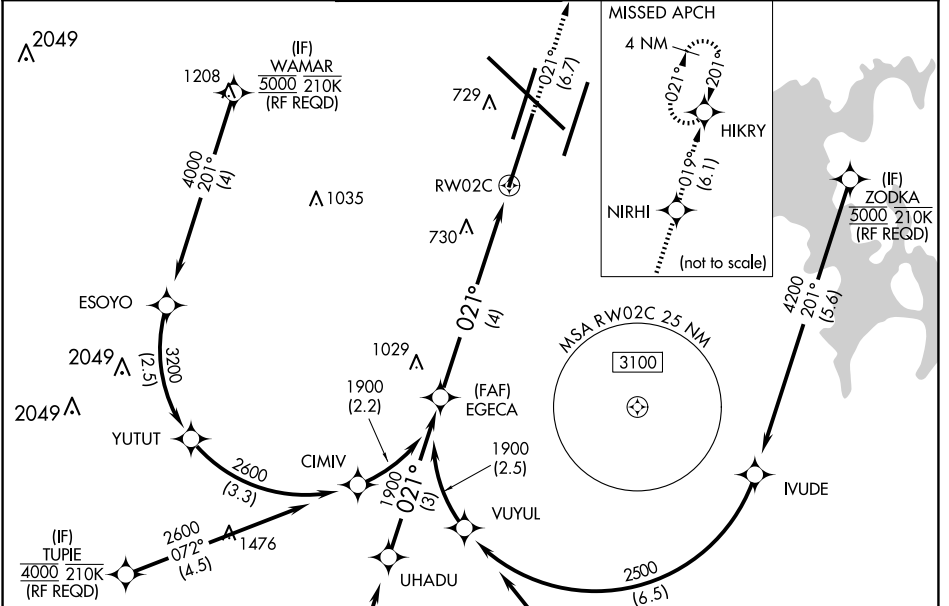 2049
1208
(IF)
WAMAR
5000 210K
(RF REQD)
4000
201°
(4)
1035
729
021°
(6.7)
RW02C
730
MISSED APCH
4 NM
021°
201°
HIKRY
019°
(6.1)
NIRHI
(not to scale)
(IF)
ZODKA
5000 210K
(RF REQD)
4200
201°
(5.6)
ESOYO
3200
(2.5)
2049
2049
YUTUT
2600
(3.3)
CIMIV
1029
021°
(4)
(FAF)
EGECA
1900
(2.2)
1900
021°
(3)
1900
(2.5)
MSA RW02C 25 NM
3100
IVUDE
VUYUL
2500
(6.5)
UHADU
(IF)
TUPIE
4000 210K
(RF REQD)
2600
072°
(4.5)
1476